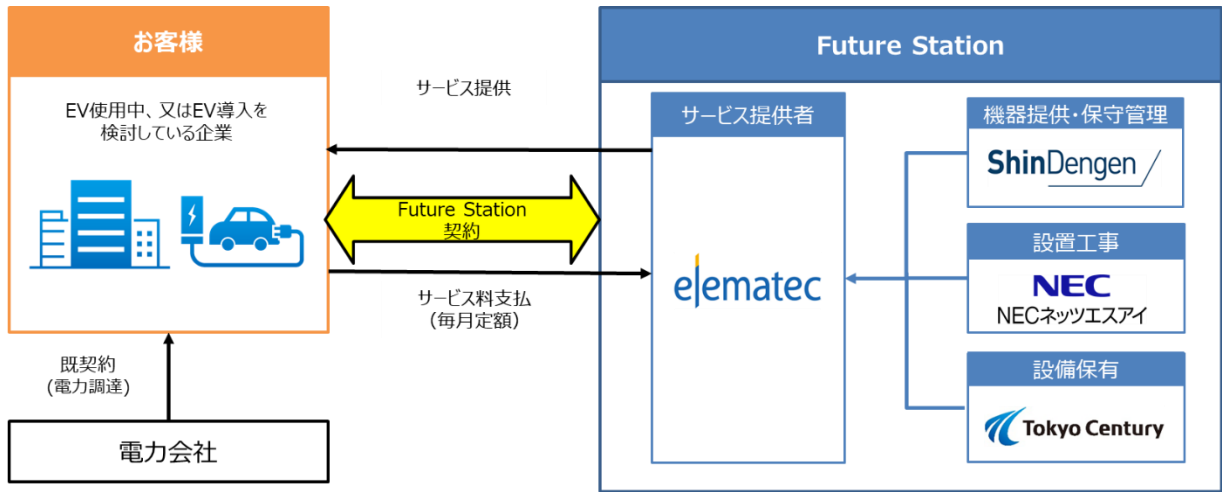 お客様
EV使用中、又はEV導入を
検討している企業
サービス提供
Future Station
契約
サービス料支払
(毎月定額)
既契約
(電力調達)
電力会社
Future Station
サービス提供者
elematec
機器提供・保守管理
ShinDengen
設置工事
NEC
NECネッツエスアイ
設備保有
Tokyo Century